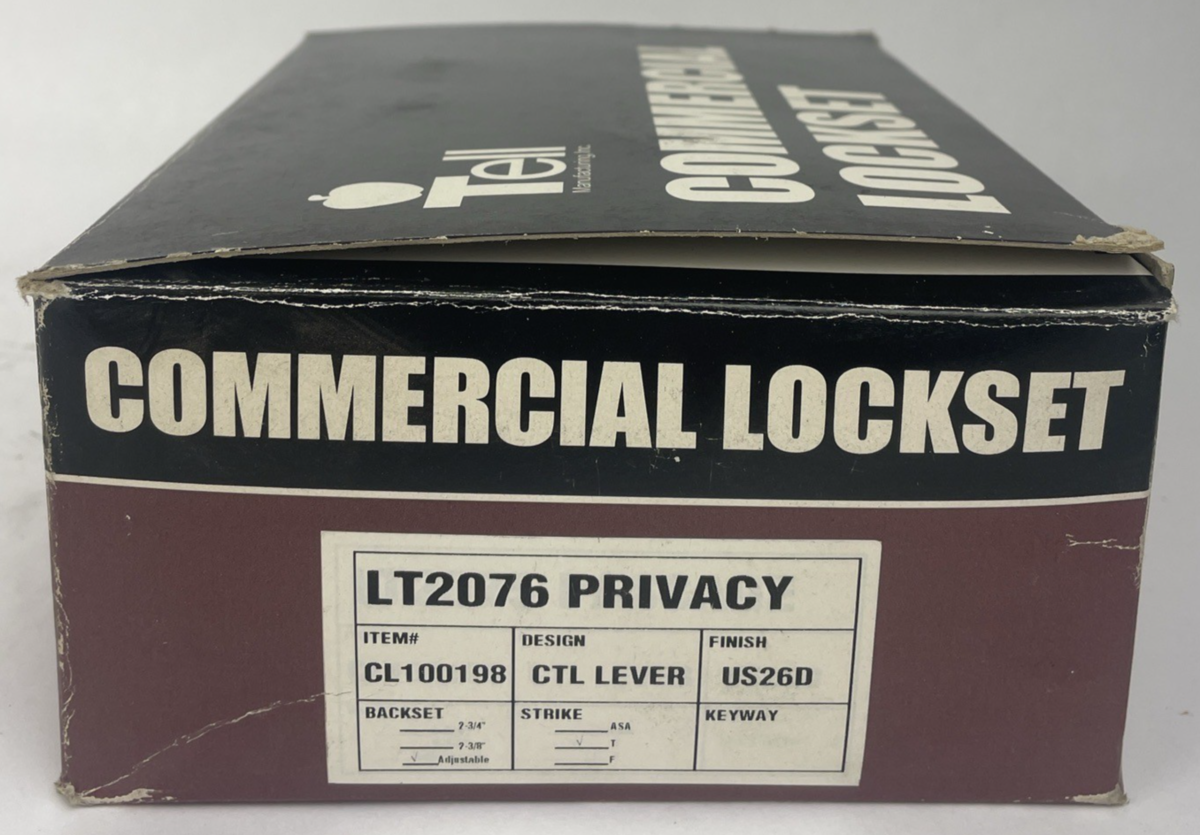 Tell
Manufacturing, Inc.
COMMERCIAL
LOCKSET
COMMERCIAL LOCKSET
LT2076 PRIVACY
ITEM#
CL100198
DESIGN
CTL LEVER
FINISH
US26D
BACKSET
2-3/4"
2-3/8"
√ Adjustable
STRIKE
ASA
√ T
F
KEYWAY